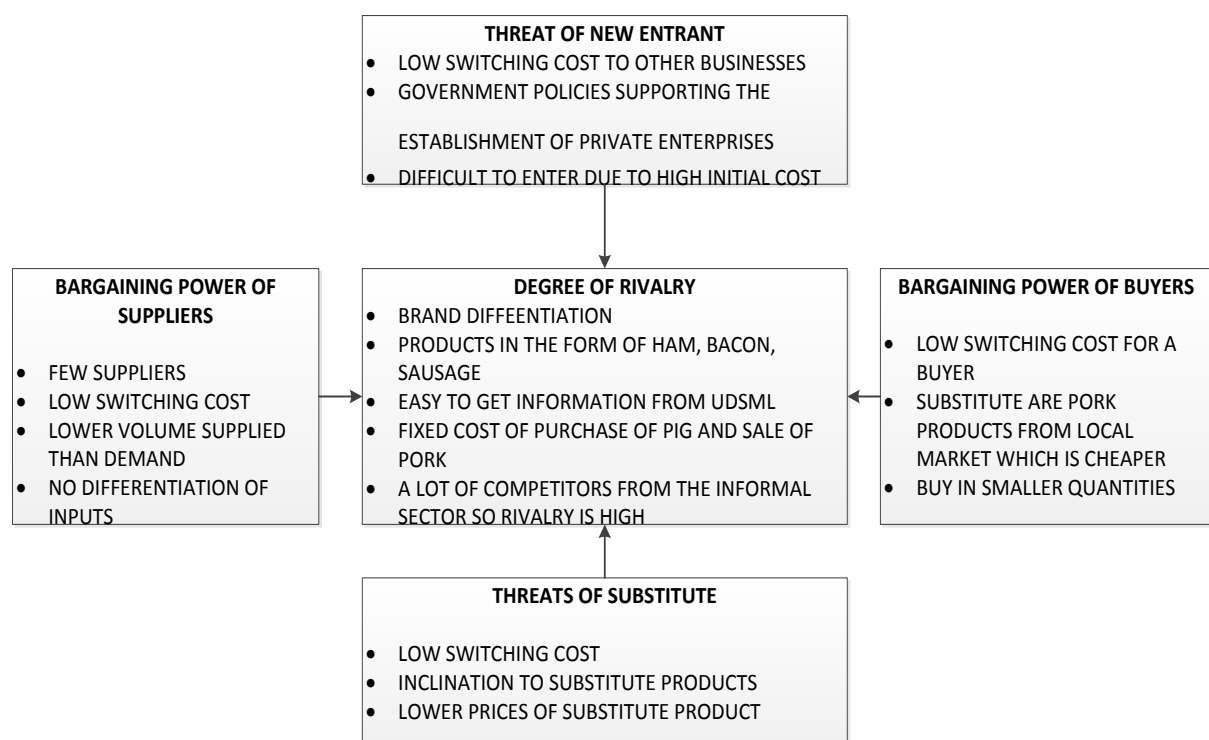 THREAT OF NEW ENTRANT
• LOW SWITCHING COST TO OTHER BUSINESSES
• GOVERNMENT POLICIES SUPPORTING THE
ESTABLISHMENT OF PRIVATE ENTERPRISES
• DIFFICULT TO ENTER DUE TO HIGH INITIAL COST
BARGAINING POWER OF
SUPPLIERS
• FEW SUPPLIERS
• LOW SWITCHING COST
• LOWER VOLUME SUPPLIED
THAN DEMAND
• NO DIFFERENTIATION OF
INPUTS
DEGREE OF RIVALRY
• BRAND DIFFEENTIATION
• PRODUCTS IN THE FORM OF HAM, BACON,
SAUSAGE
• EASY TO GET INFORMATION FROM UDSML
• FIXED COST OF PURCHASE OF PIG AND SALE OF
PORK
• A LOT OF COMPETITORS FROM THE INFORMAL
SECTOR SO RIVALRY IS HIGH
BARGAINING POWER OF BUYERS
• LOW SWITCHING COST FOR A
BUYER
• SUBSTITUTE ARE PORK
PRODUCTS FROM LOCAL
MARKET WHICH IS CHEAPER
• BUY IN SMALLER QUANTITIES
THREATS OF SUBSTITUTE
• LOW SWITCHING COST
• INCLINATION TO SUBSTITUTE PRODUCTS
• LOWER PRICES OF SUBSTITUTE PRODUCT